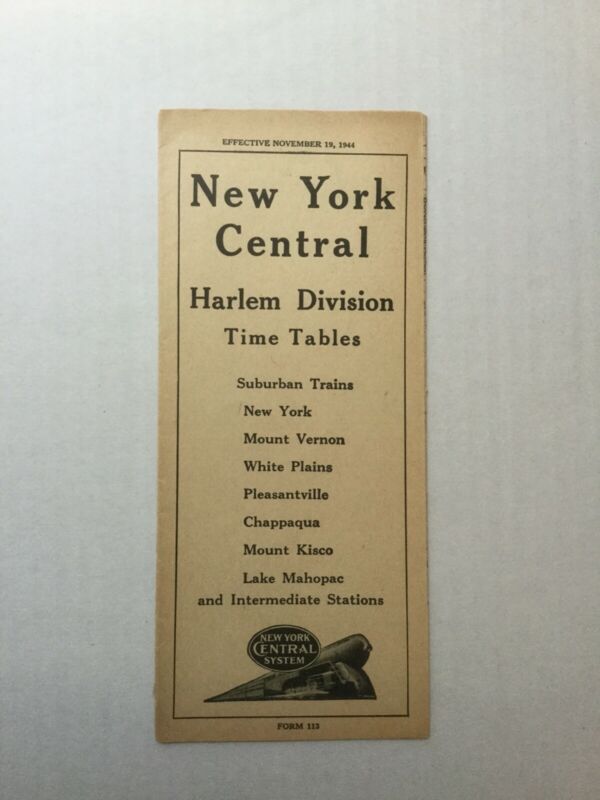 EFFECTIVE NOVEMBER 19, 1944
New York
Central
Harlem Division
Time Tables
Suburban Trains
New York
Mount Vernon
White Plains
Pleasantville
Chappaqua
Mount Kisco
Lake Mahopac
and Intermediate Stations
NEW YORK
CENTRAL
SYSTEM
FORM 113